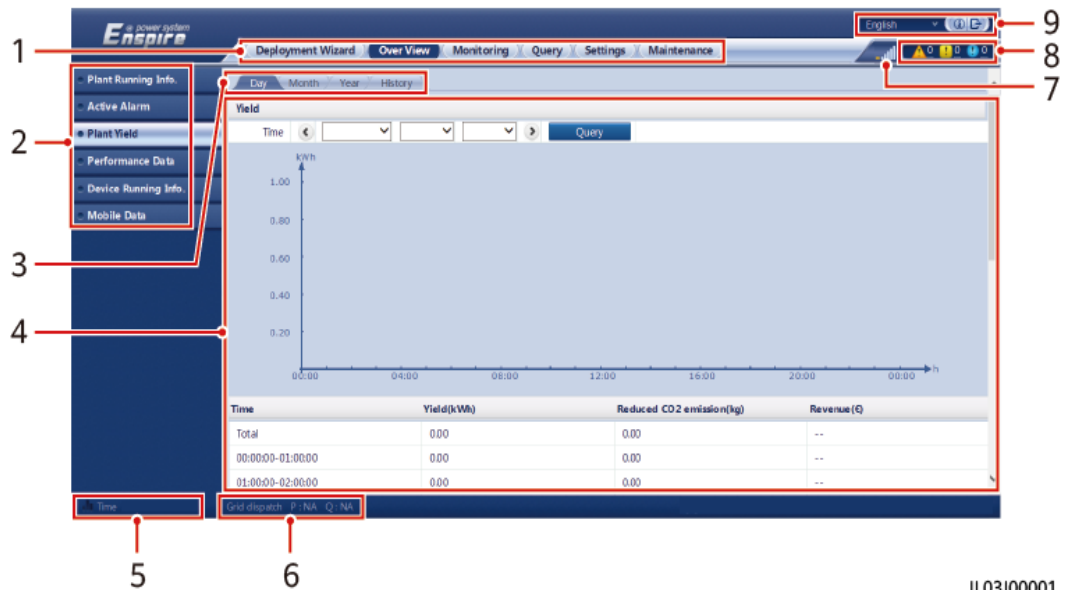 e power system
Enspire
English
9
1
Deployment Wizard Over View Monitoring Query Settings Maintenance
0 0 0
8
7
2
Plant Running Info.
Active Alarm
Plant Yield
Performance Data
Device Running Info.
Mobile Data
Day Month Year History
Yield
Time Query
kWh
1.00
0.80
0.60
0.40
0.20
00:00 04:00 08:00 12:00 16:00 20:00 00:00 h
3
4
Time Yield(kWh) Reduced CO2 emission(kg) Revenue(€)
Total 0.00 0.00 --
00:00:00-01:00:00 0.00 0.00 --
01:00:00-02:00:00 0.00 0.00 --
Time
Grid dispatch P : NA Q : NA
5
6